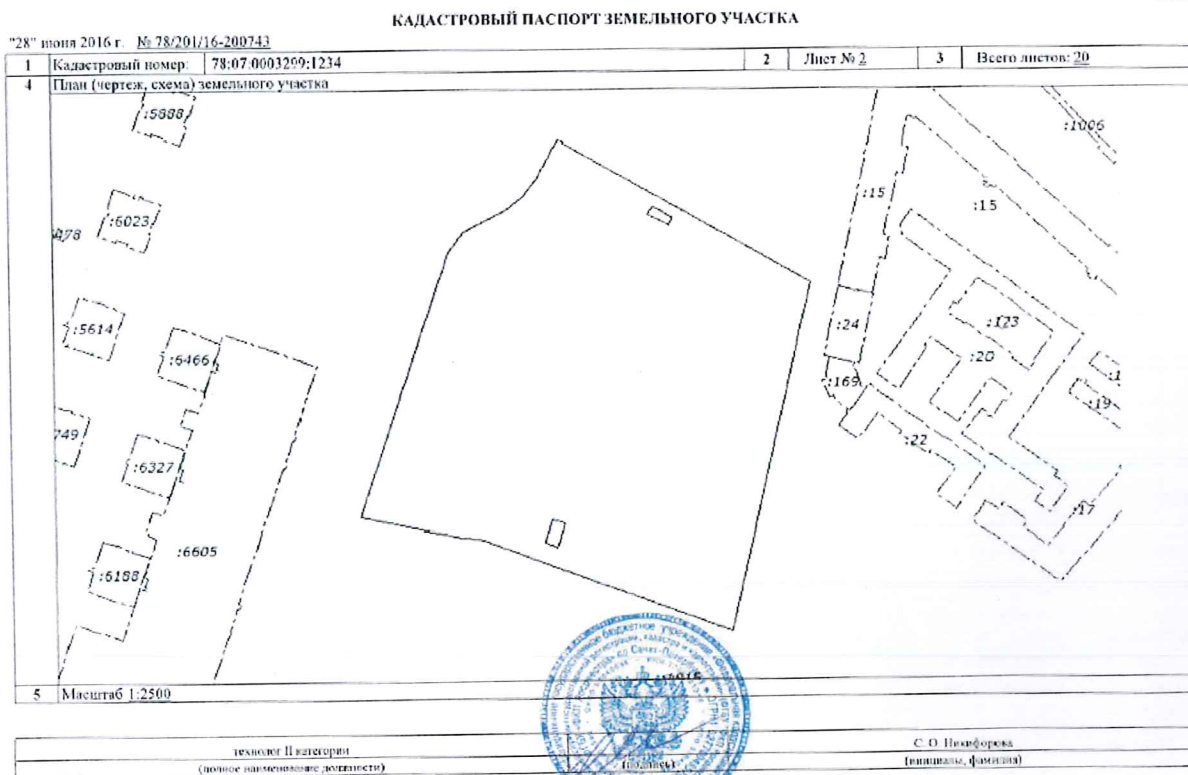 КАДАСТРОВЫЙ ПАСПОРТ ЗЕМЕЛЬНОГО УЧАСТКА
"28" июня 2016 г. № 78/201/16-200743
1 Кадастровый номер: 78:07:0003299:1234 2 Лист № 2 3 Всего листов: 20
4 План (чертеж, схема) земельного участка
:5888
:1006
:15
:15
:6023
:5614
:24
:123
:6466
:20
:169
:19
749
:22
:6327
:17
:6605
:6188
5 Масштаб 1:2500
технолог II категории С. О. Никифорова
(полное наименование должности) (подпись) (инициалы, фамилия)